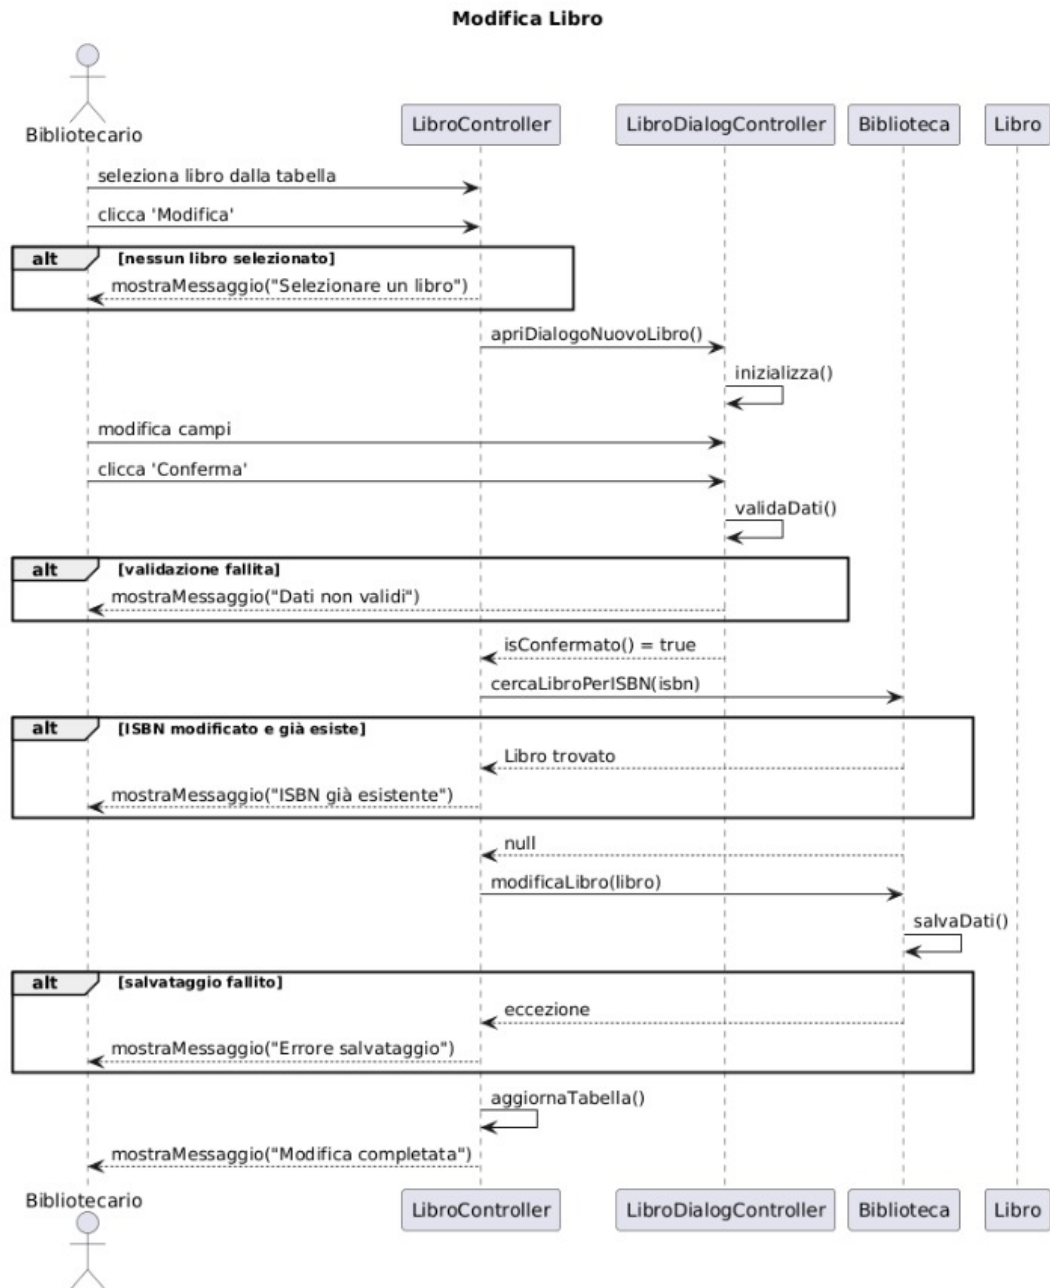 Modifica Libro
Bibliotecario
LibroController
LibroDialogController
Biblioteca
Libro
seleziona libro dalla tabella
clicca 'Modifica'
alt [nessun libro selezionato]
mostraMessaggio("Selezionare un libro")
apriDialogoNuovoLibro()
inizializza()
modifica campi
clicca 'Conferma'
validaDati()
alt [validazione fallita]
mostraMessaggio("Dati non validi")
isConfermato() = true
cercaLibroPerISBN(isbn)
alt [ISBN modificato e già esiste]
Libro trovato
mostraMessaggio("ISBN già esistente")
null
modificaLibro(libro)
salvaDati()
alt [salvataggio fallito]
eccezione
mostraMessaggio("Errore salvataggio")
aggiornaTabella()
mostraMessaggio("Modifica completata")
Bibliotecario
LibroController
LibroDialogController
Biblioteca
Libro